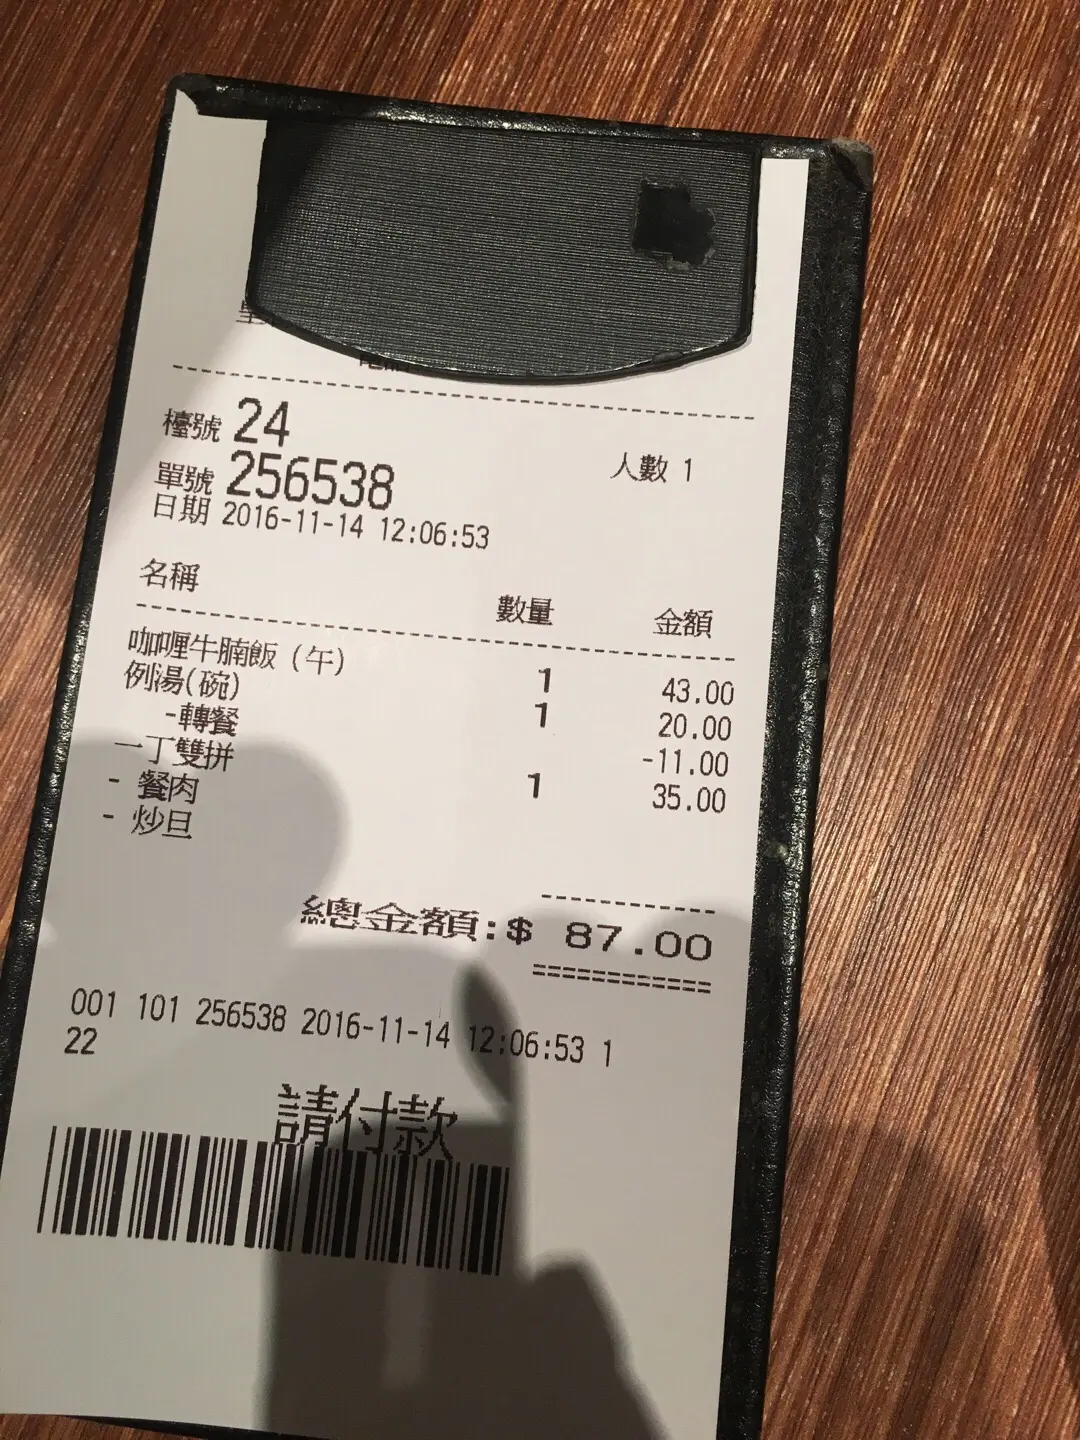 檯號 24
人數 1
單號 256538
日期 2016-11-14 12:06:53
名稱 數量 金額
咖喱牛腩飯 (午) 1 43.00
例湯(碗) 1 20.00
-轉餐 -11.00
一丁雙拼 1 35.00
- 餐肉
- 炒旦
總金額:$ 87.00
001 101 256538 2016-11-14 12:06:53 1
22
請付款